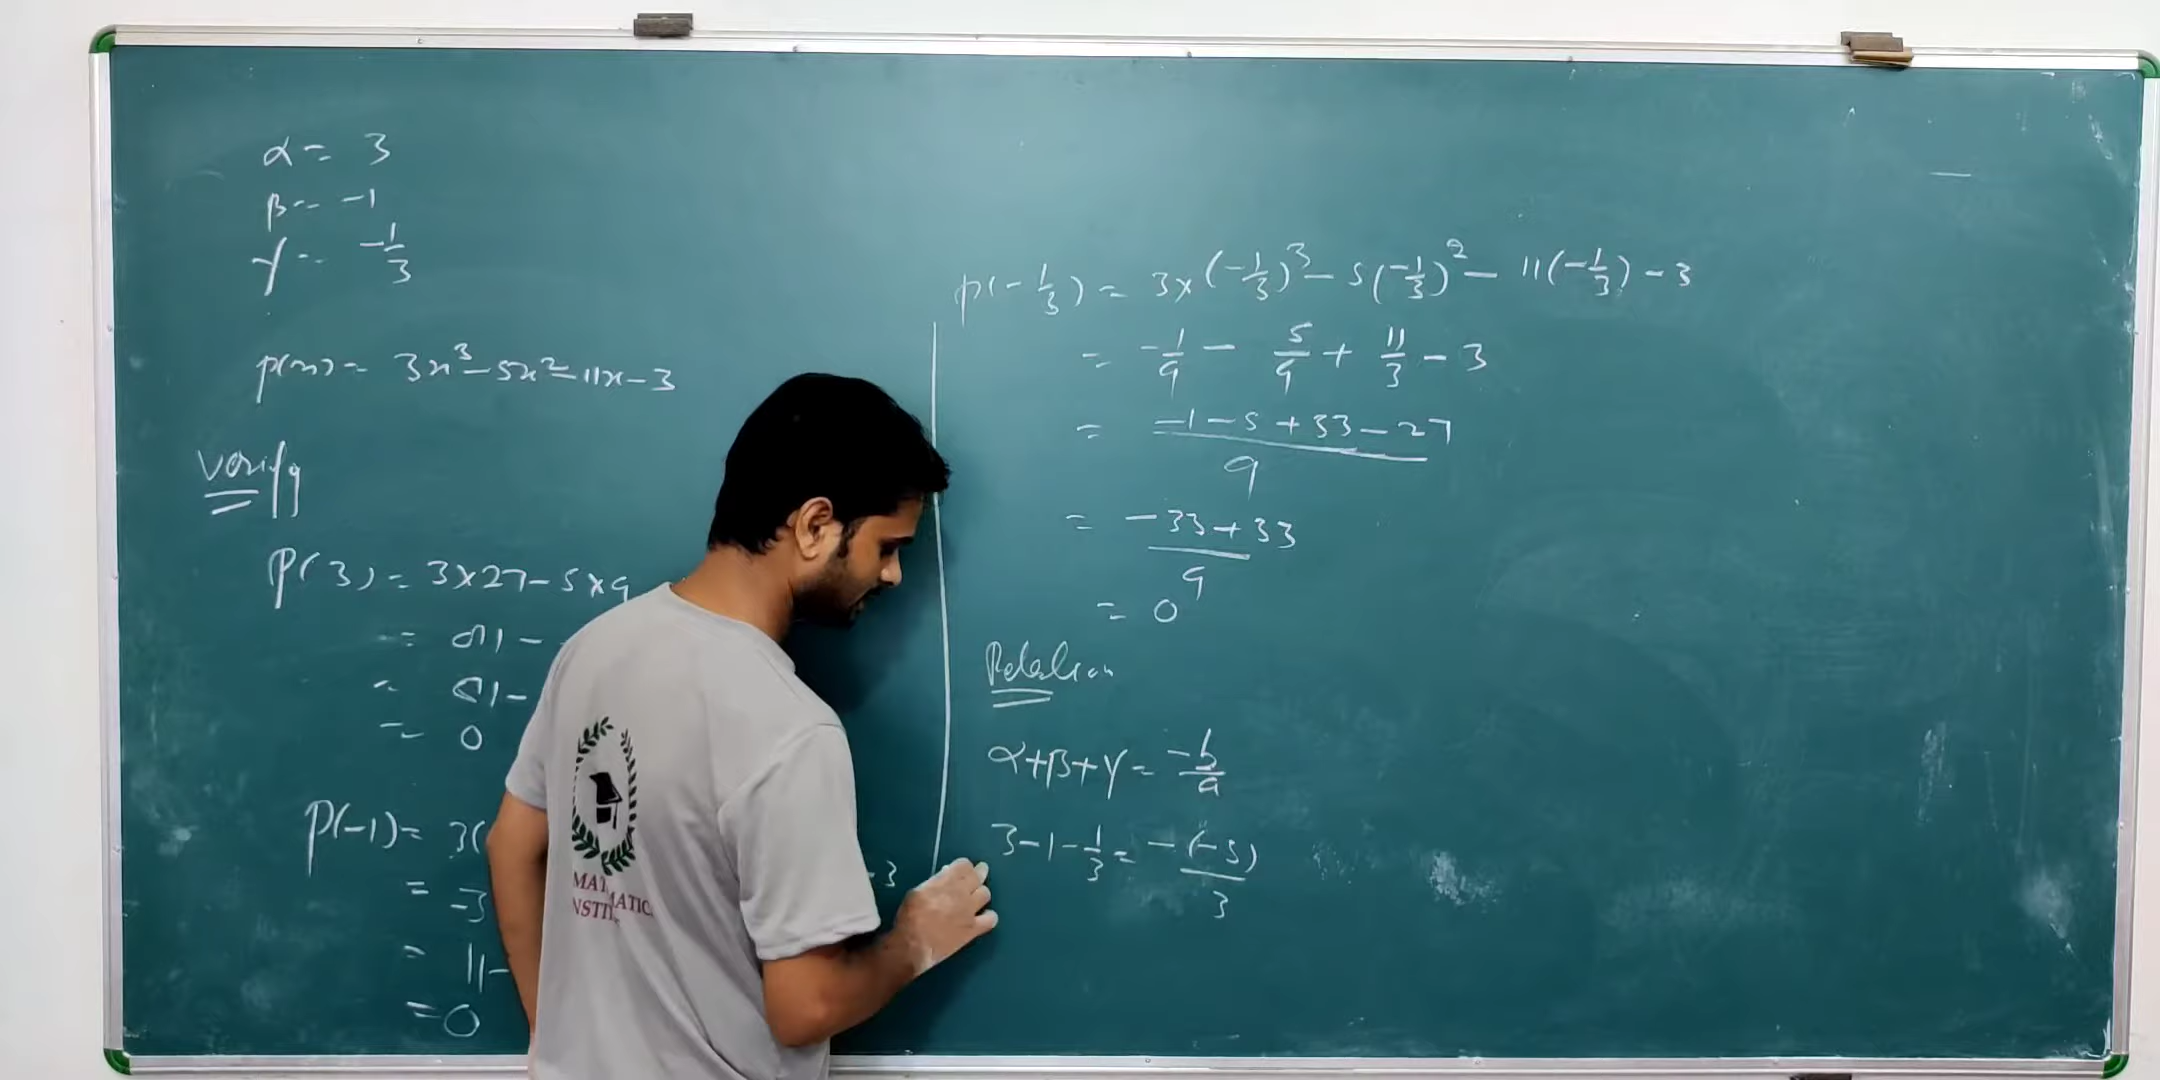 α = 3
β = -1
γ = -1/3
p(x) = 3x³ - 5x² - 11x - 3
Verify
P(3) = 3×27 - 5×9
= 81 -
= 81 -
= 0
P(-1) = 3(
-3
= -3
= 11 -
= 0
p(-1/3) = 3×(-1/3)³ - 5(-1/3)² - 11(-1/3) - 3
= -1/9 - 5/9 + 11/3 - 3
= -1-5+33-27/9
= -33+33/9
= 0
Relation
α+β+γ = -b/a
3-1-1/3 = -(-5)/3